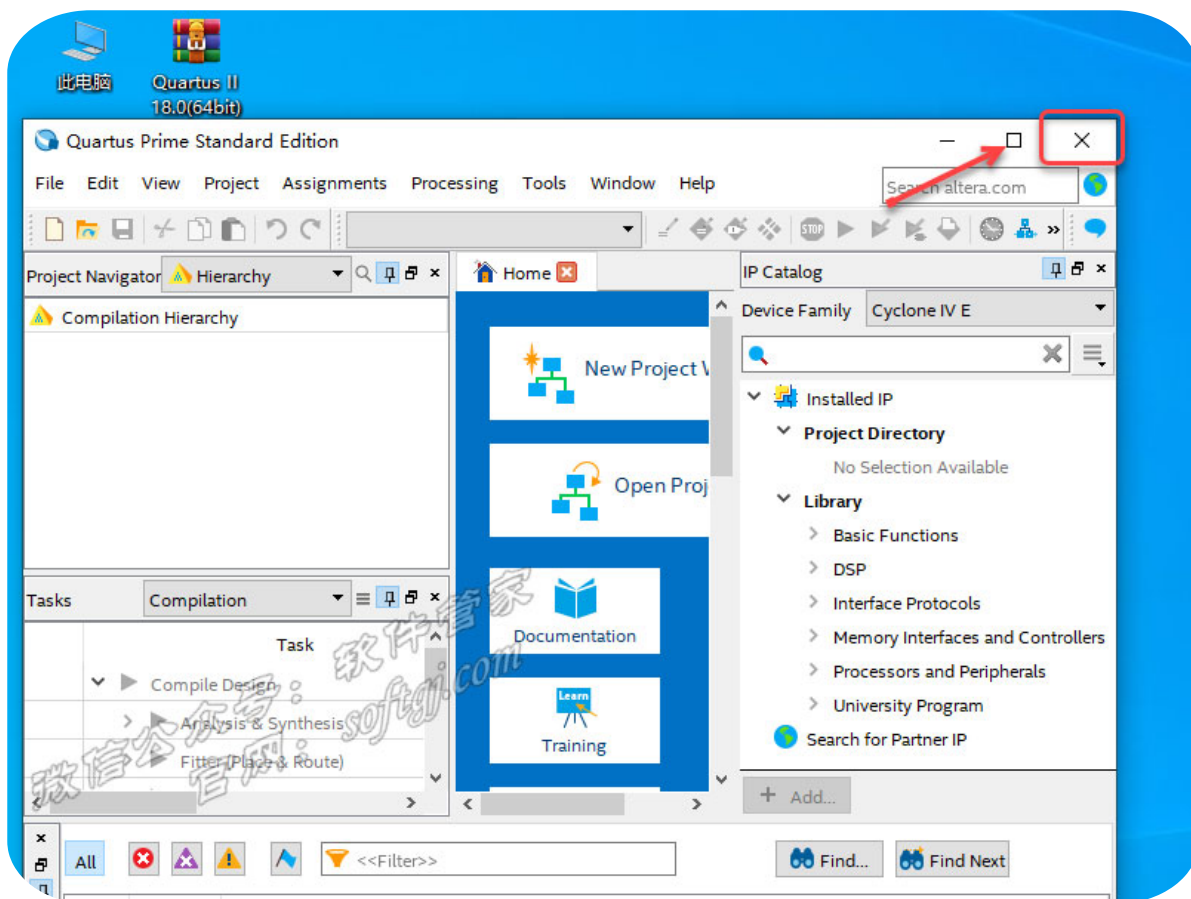 此电脑
Quartus II
18.0(64bit)
Quartus Prime Standard Edition
File Edit View Project Assignments Processing Tools Window Help
Search altera.com
STOP
Project Navigator Hierarchy
Home
IP Catalog
Compilation Hierarchy
Device Family Cyclone IV E
New Project W
Installed IP
Project Directory
No Selection Available
Open Proj
Library
Basic Functions
DSP
Tasks Compilation
Interface Protocols
Documentation
Memory Interfaces and Controllers
Task
Processors and Peripherals
Compile Design
Learn
University Program
Analysis & Synthesis
Training
Search for Partner IP
Fitter (Place & Route)
微信公众号：软件管家
官网：softgj.com
Add...
All
<<Filter>>
Find...
Find Next